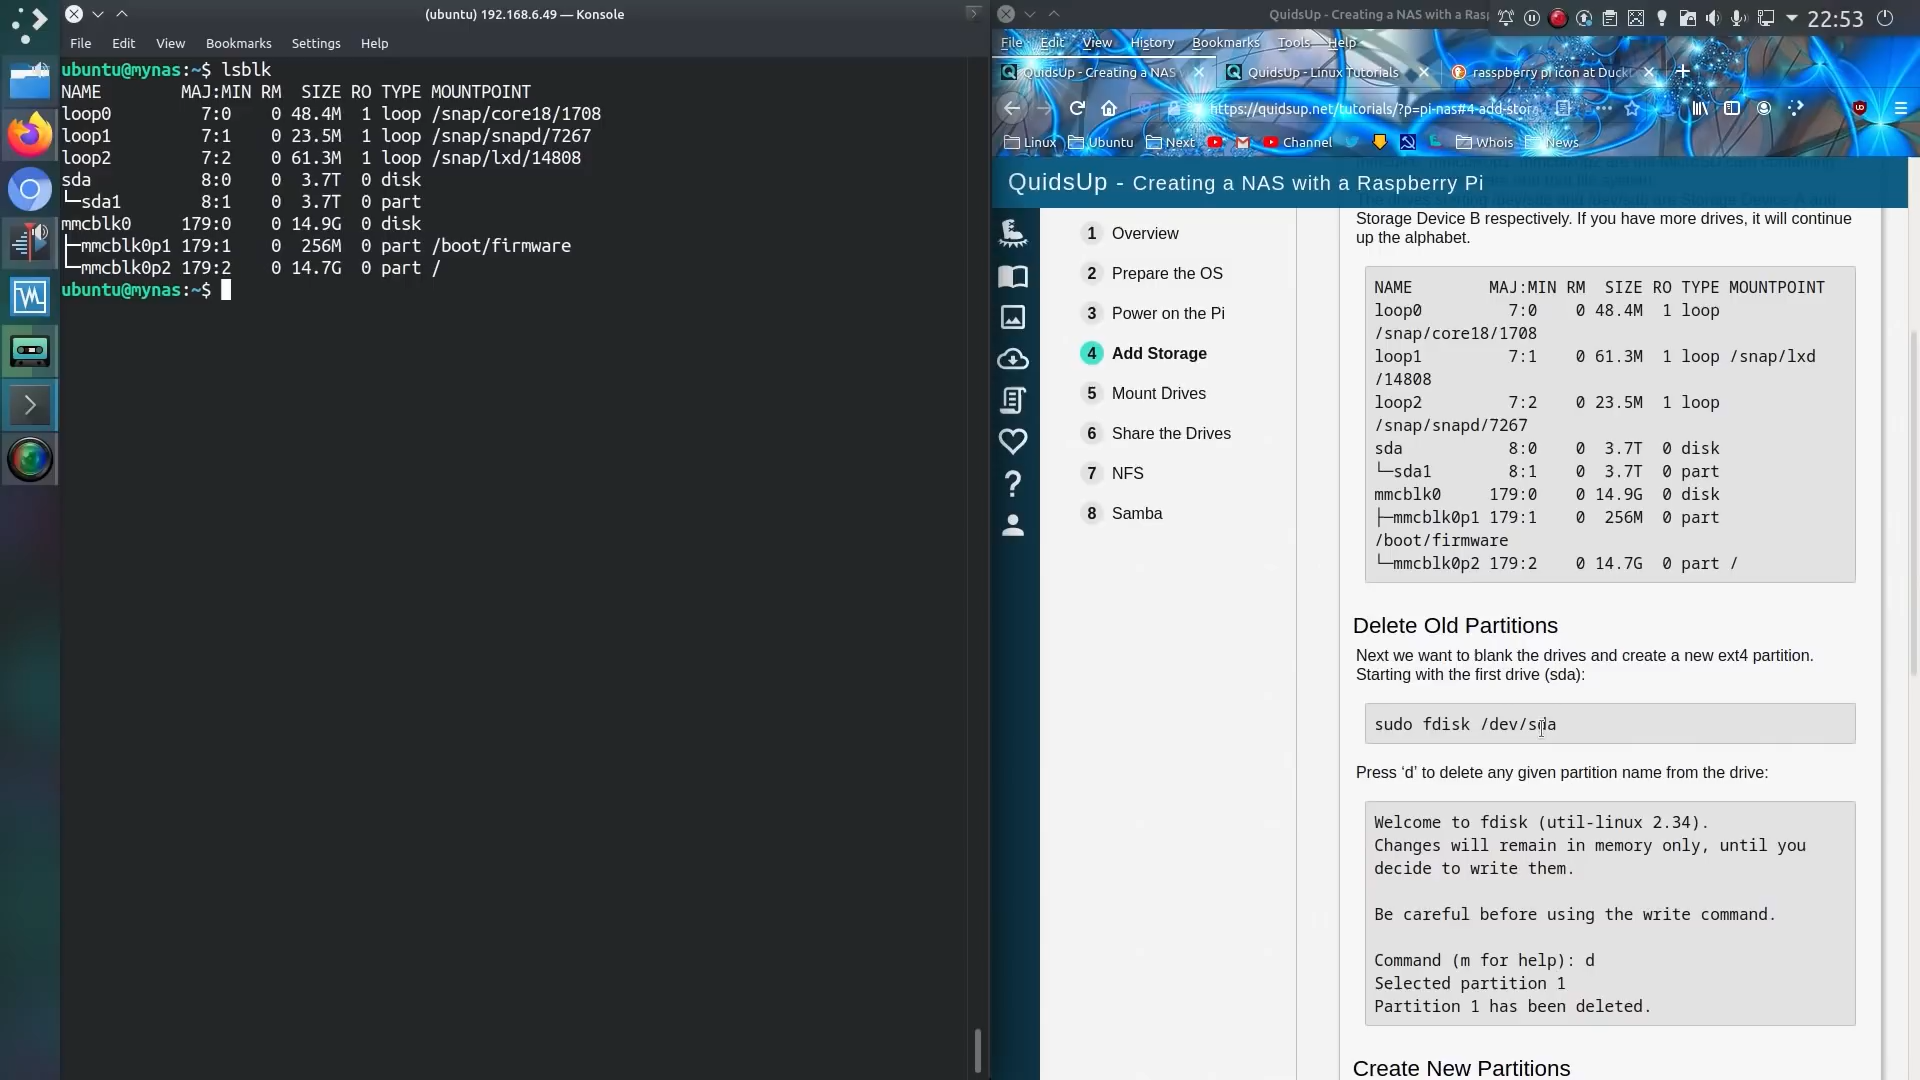 (ubuntu) 192.168.6.49 — Konsole
File Edit View Bookmarks Settings Help
ubuntu@mynas:~$ lsblk
NAME        MAJ:MIN RM  SIZE RO TYPE MOUNTPOINT
loop0         7:0    0 48.4M  1 loop /snap/core18/1708
loop1         7:1    0 23.5M  1 loop /snap/snapd/7267
loop2         7:2    0 61.3M  1 loop /snap/lxd/14808
sda           8:0    0  3.7T  0 disk
└─sda1        8:1    0  3.7T  0 part
mmcblk0     179:0    0 14.9G  0 disk
├─mmcblk0p1 179:1    0  256M  0 part /boot/firmware
└─mmcblk0p2 179:2    0 14.7G  0 part /
ubuntu@mynas:~$
QuidsUp - Creating a NAS with a Rasp
22:53
File Edit View History Bookmarks Tools Help
QuidsUp - Creating a NAS
QuidsUp - Linux Tutorials
rasspberry pi icon at Duck
https://quidsup.net/tutorials/?p=pi-nas#4-add-stor
Linux Ubuntu Next Channel Whois News
QuidsUp - Creating a NAS with a Raspberry Pi
1 Overview
2 Prepare the OS
3 Power on the Pi
4 Add Storage
5 Mount Drives
6 Share the Drives
7 NFS
8 Samba
Storage Device B respectively. If you have more drives, it will continue
up the alphabet.
NAME        MAJ:MIN RM  SIZE RO TYPE MOUNTPOINT
loop0         7:0    0 48.4M  1 loop
/snap/core18/1708
loop1         7:1    0 61.3M  1 loop /snap/lxd
/14808
loop2         7:2    0 23.5M  1 loop
/snap/snapd/7267
sda           8:0    0  3.7T  0 disk
└─sda1        8:1    0  3.7T  0 part
mmcblk0     179:0    0 14.9G  0 disk
├─mmcblk0p1 179:1    0  256M  0 part
/boot/firmware
└─mmcblk0p2 179:2    0 14.7G  0 part /
Delete Old Partitions
Next we want to blank the drives and create a new ext4 partition.
Starting with the first drive (sda):
sudo fdisk /dev/sda
Press ‘d’ to delete any given partition name from the drive:
Welcome to fdisk (util-linux 2.34).
Changes will remain in memory only, until you
decide to write them.
Be careful before using the write command.
Command (m for help): d
Selected partition 1
Partition 1 has been deleted.
Create New Partitions